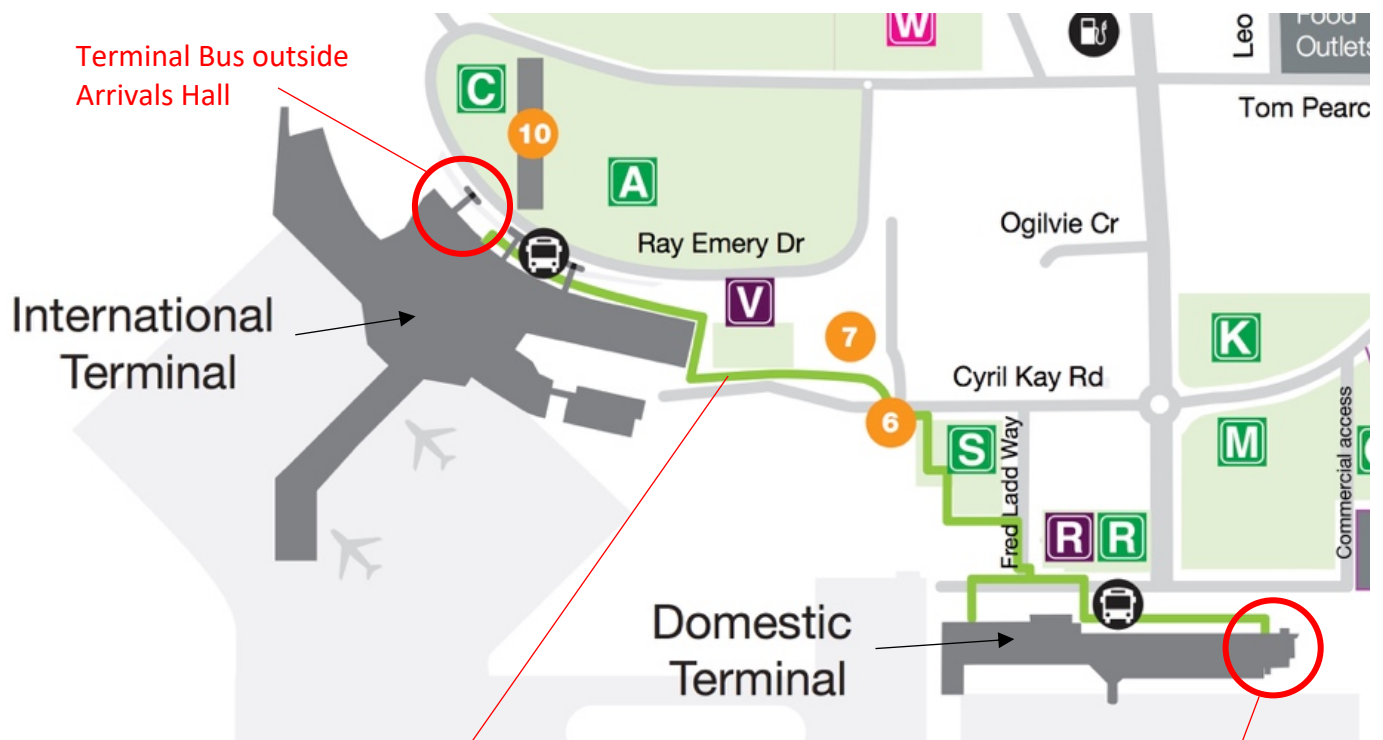 Terminal Bus outside
Arrivals Hall
W
Leo
Food
Outlets
Tom Pearc
C
10
A
Ray Emery Dr
Ogilvie Cr
International
Terminal
V
7
K
Cyril Kay Rd
6
S
Fred Ladd Way
M
Commercial access
R
R
Domestic
Terminal